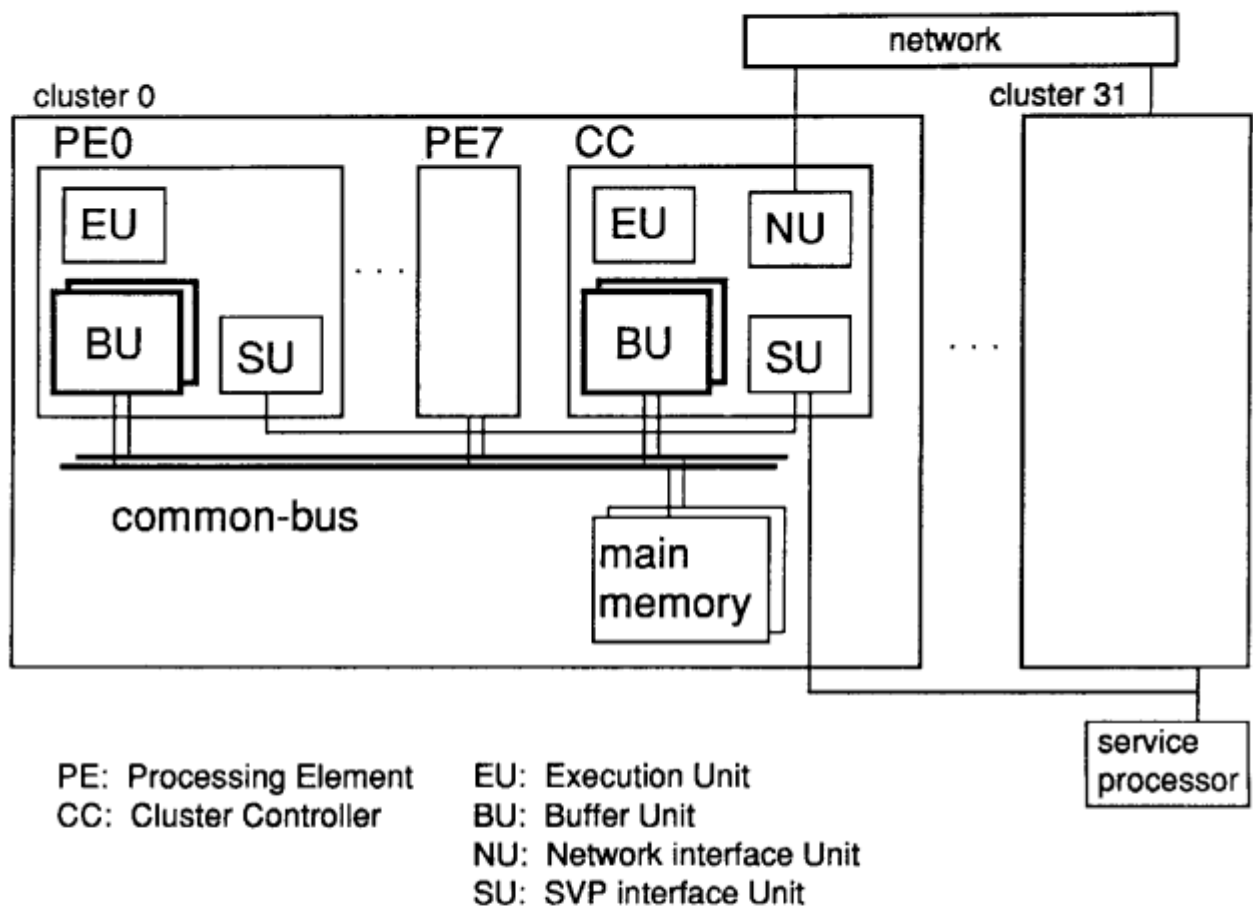 network
cluster 0
cluster 31
PE0
PE7
CC
EU
EU
NU
. . .
BU
SU
BU
SU
. . .
common-bus
main
memory
service
processor
PE: Processing Element
CC: Cluster Controller
EU: Execution Unit
BU: Buffer Unit
NU: Network interface Unit
SU: SVP interface Unit